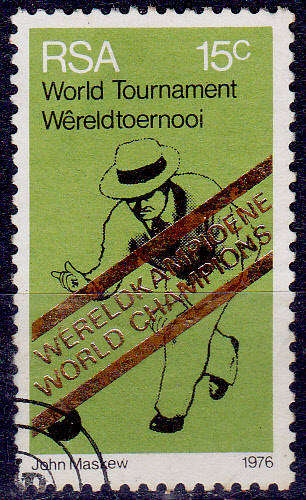 RSA 15c
World Tournament
Wêreldtoernooi
WÊRELDKAMPIOENE
WORLD CHAMPIONS
John Maskew 1976